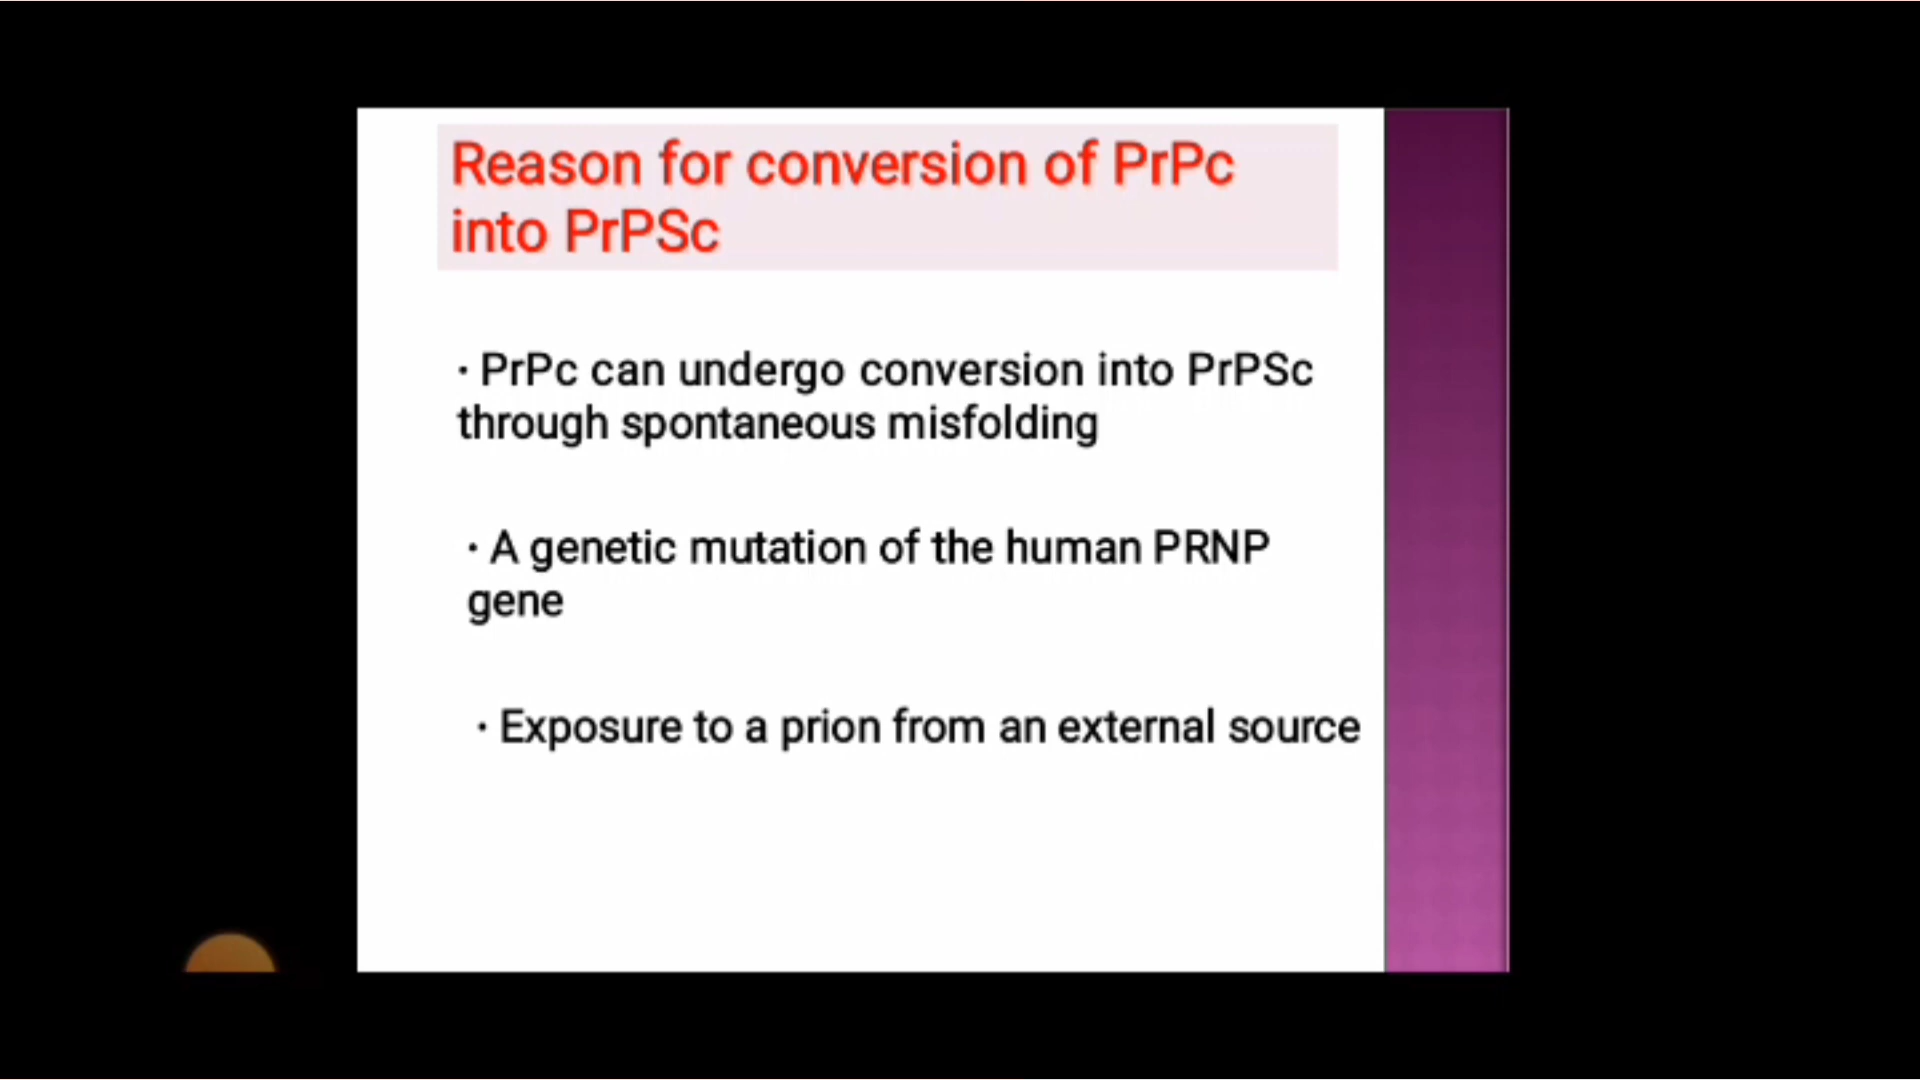 Reason for conversion of PrPc
into PrPSc
· PrPc can undergo conversion into PrPSc
through spontaneous misfolding
· A genetic mutation of the human PRNP
gene
· Exposure to a prion from an external source